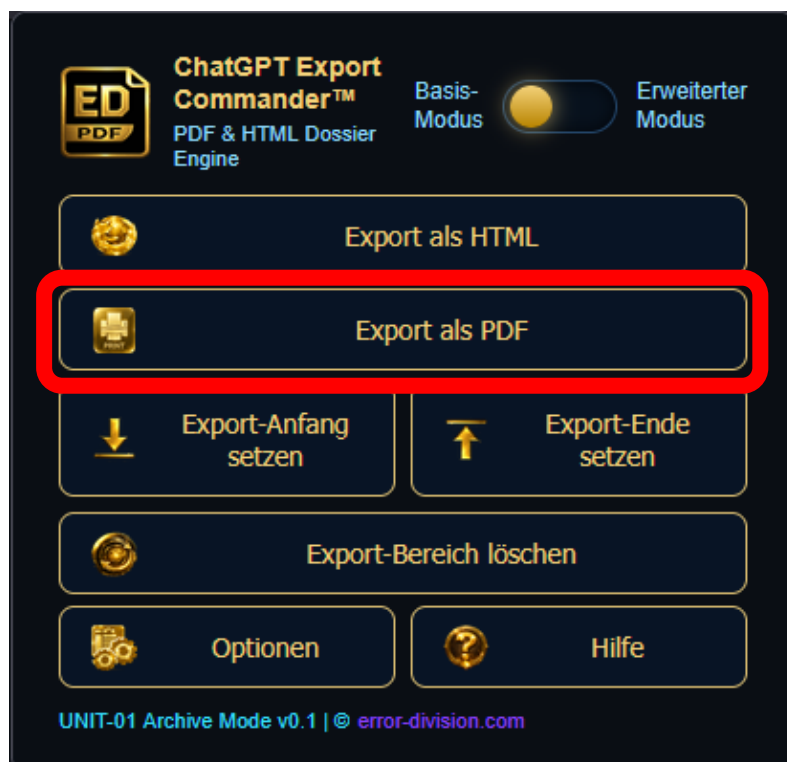 ED
PDF
ChatGPT Export
Commander™
PDF & HTML Dossier
Engine
Basis-
Modus
Erweiterter
Modus
Export als HTML
PRINT
Export als PDF
Export-Anfang
setzen
Export-Ende
setzen
Export-Bereich löschen
Optionen
?
Hilfe
UNIT-01 Archive Mode v0.1 | © error-division.com